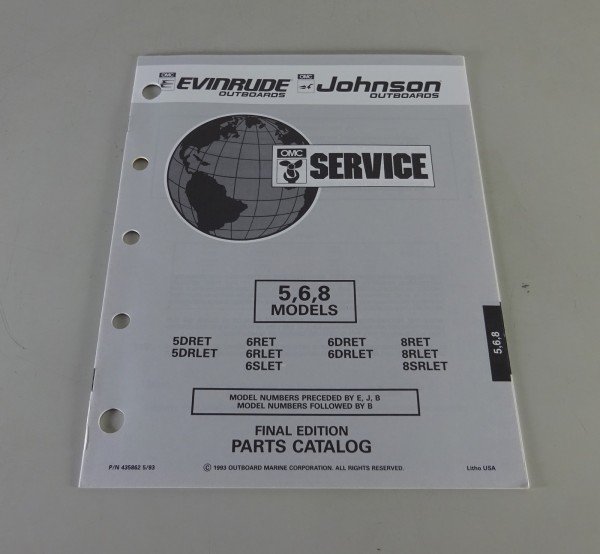 OMC EVINRUDE OMC Johnson
OUTBOARDS OUTBOARDS
OMC SERVICE
5,6,8
MODELS
5DRET 6RET 6DRET 8RET
5DRLET 6RLET 6DRLET 8RLET
6SLET 8SRLET
5,6,8
MODEL NUMBERS PRECEDED BY E, J, B
MODEL NUMBERS FOLLOWED BY B
FINAL EDITION
PARTS CATALOG
P/N 435862 5/93 © 1993 OUTBOARD MARINE CORPORATION. ALL RIGHTS RESERVED. Litho USA